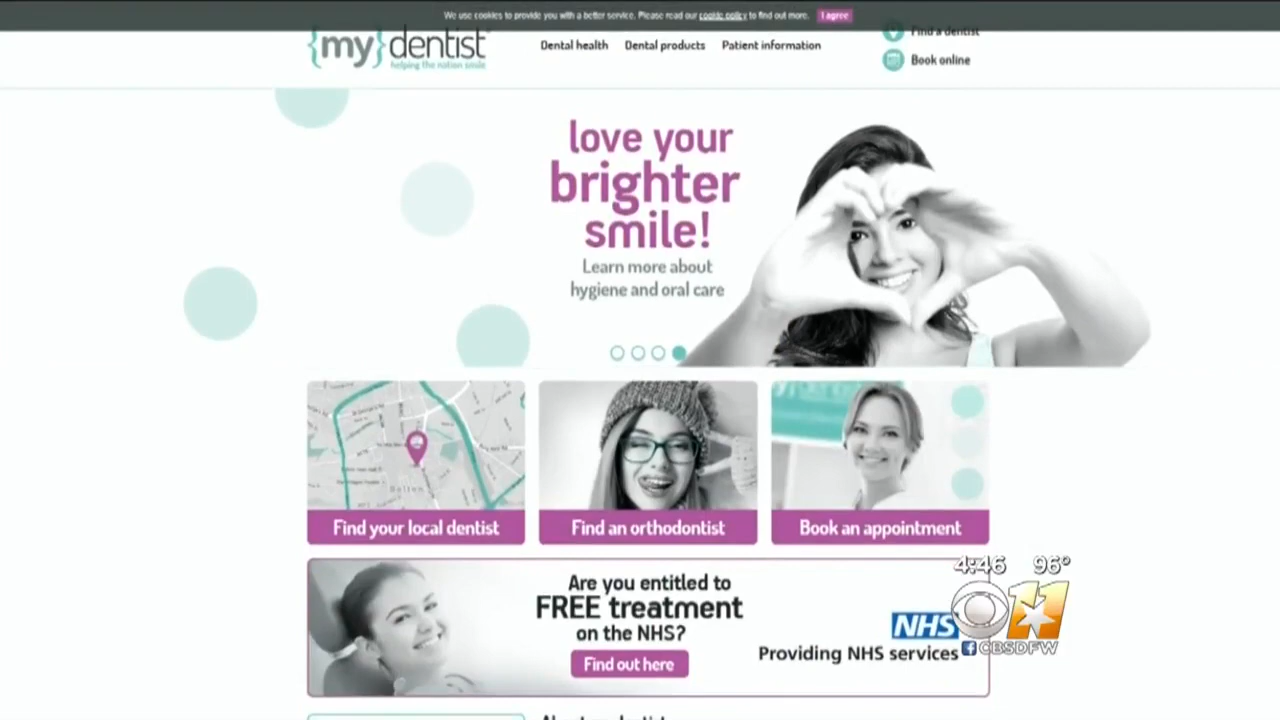 We use cookies to provide you with a better service. Please read our cookie policy to find out more. I agree
{my}dentist
helping the nation smile
Dental health Patient information
Dental products
Find a dentist
Book online
love your
brighter
smile!
Learn more about
hygiene and oral care
Bolton
Find your local dentist
Find an orthodontist
Book an appointment
Are you entitled to
FREE treatment
on the NHS?
Find out here
NHS
Providing NHS services
4:46 96°
11
CBSDFW